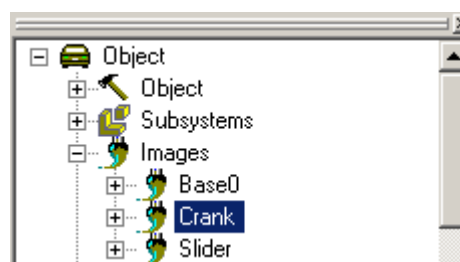 Object
Object
Subsystems
Images
Base0
Crank
Slider